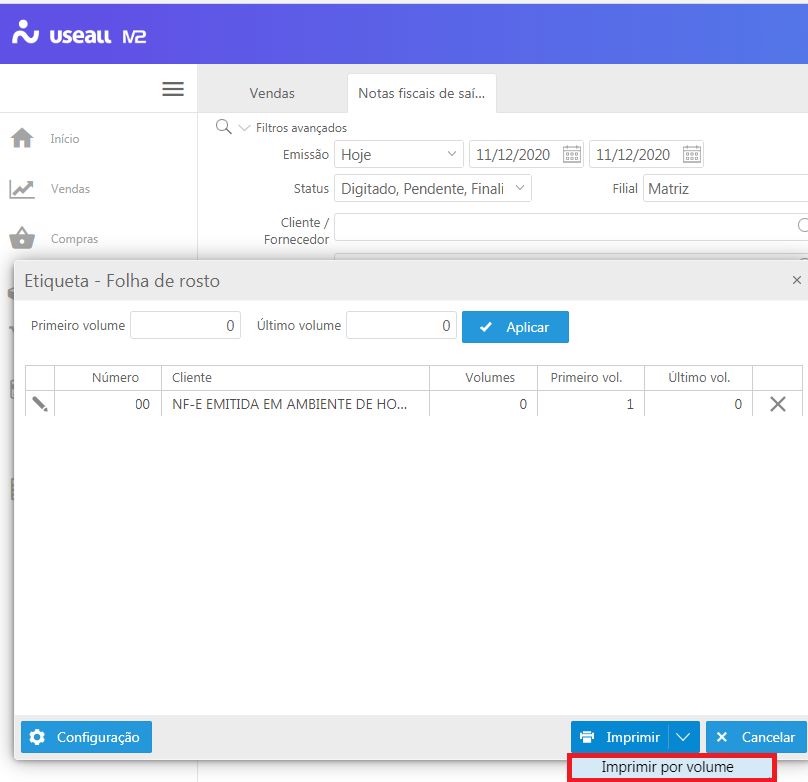 useall M2
Vendas
Notas fiscais de saí...
Filtros avançados
Início
Emissão Hoje 11/12/2020 11/12/2020
Vendas
Status Digitado, Pendente, Finali Filial Matriz
Cliente /
Fornecedor
Compras
Etiqueta - Folha de rosto
Primeiro volume 0 Último volume 0 Aplicar
Número Cliente Volumes Primeiro vol. Último vol.
00 NF-E EMITIDA EM AMBIENTE DE HO... 0 1 0
Configuração Imprimir Cancelar
Imprimir por volume